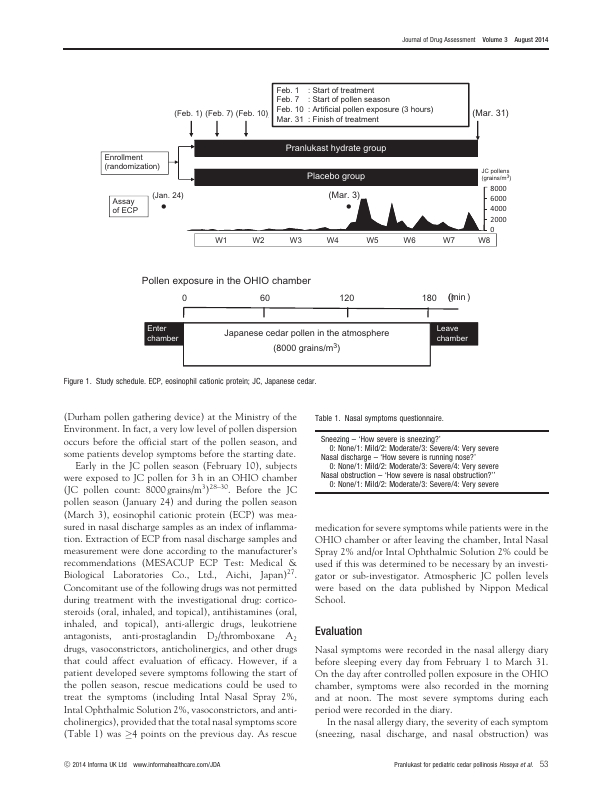 Journal of Drug Assessment Volume 3 August 2014
Feb. 1 : Start of treatment
Feb. 7 : Start of pollen season
Feb. 10 : Artificial pollen exposure (3 hours)
Mar. 31 : Finish of treatment
(Feb. 1) (Feb. 7) (Feb. 10)
(Mar. 31)
Pranlukast hydrate group
Enrollment
(randomization)
Placebo group
JC pollens
(grains/m³)
Assay
of ECP
(Jan. 24)
(Mar. 3)
8000
6000
4000
2000
0
W1 W2 W3 W4 W5 W6 W7 W8
Pollen exposure in the OHIO chamber
0 60 120 180 (min )
Enter
chamber
Japanese cedar pollen in the atmosphere
(8000 grains/m³)
Leave
chamber
Figure 1. Study schedule. ECP, eosinophil cationic protein; JC, Japanese cedar.
(Durham pollen gathering device) at the Ministry of the
Environment. In fact, a very low level of pollen dispersion
occurs before the official start of the pollen season, and
some patients develop symptoms before the starting date.
Early in the JC pollen season (February 10), subjects
were exposed to JC pollen for 3 h in an OHIO chamber
(JC pollen count: 8000 grains/m³)28–30. Before the JC
pollen season (January 24) and during the pollen season
(March 3), eosinophil cationic protein (ECP) was mea-
sured in nasal discharge samples as an index of inflamma-
tion. Extraction of ECP from nasal discharge samples and
measurement were done according to the manufacturer's
recommendations (MESACUP ECP Test: Medical &
Biological Laboratories Co., Ltd., Aichi, Japan)27.
Concomitant use of the following drugs was not permitted
during treatment with the investigational drug: cortico-
steroids (oral, inhaled, and topical), antihistamines (oral,
inhaled, and topical), anti-allergic drugs, leukotriene
antagonists, anti-prostaglandin D₂/thromboxane A₂
drugs, vasoconstrictors, anticholinergics, and other drugs
that could affect evaluation of efficacy. However, if a
patient developed severe symptoms following the start of
the pollen season, rescue medications could be used to
treat the symptoms (including Intal Nasal Spray 2%,
Intal Ophthalmic Solution 2%, vasoconstrictors, and anti-
cholinergics), provided that the total nasal symptoms score
(Table 1) was ≥4 points on the previous day. As rescue
Table 1. Nasal symptoms questionnaire.
Sneezing – 'How severe is sneezing?'
0: None/1: Mild/2: Moderate/3: Severe/4: Very severe
Nasal discharge – 'How severe is running nose?'
0: None/1: Mild/2: Moderate/3: Severe/4: Very severe
Nasal obstruction – 'How severe is nasal obstruction?''
0: None/1: Mild/2: Moderate/3: Severe/4: Very severe
medication for severe symptoms while patients were in the
OHIO chamber or after leaving the chamber, Intal Nasal
Spray 2% and/or Intal Ophthalmic Solution 2% could be
used if this was determined to be necessary by an investi-
gator or sub-investigator. Atmospheric JC pollen levels
were based on the data published by Nippon Medical
School.
Evaluation
Nasal symptoms were recorded in the nasal allergy diary
before sleeping every day from February 1 to March 31.
On the day after controlled pollen exposure in the OHIO
chamber, symptoms were also recorded in the morning
and at noon. The most severe symptoms during each
period were recorded in the diary.
In the nasal allergy diary, the severity of each symptom
(sneezing, nasal discharge, and nasal obstruction) was
© 2014 Informa UK Ltd www.informahealthcare.com/JDA
Pranlukast for pediatric cedar pollinosis Hosoya et al. 53